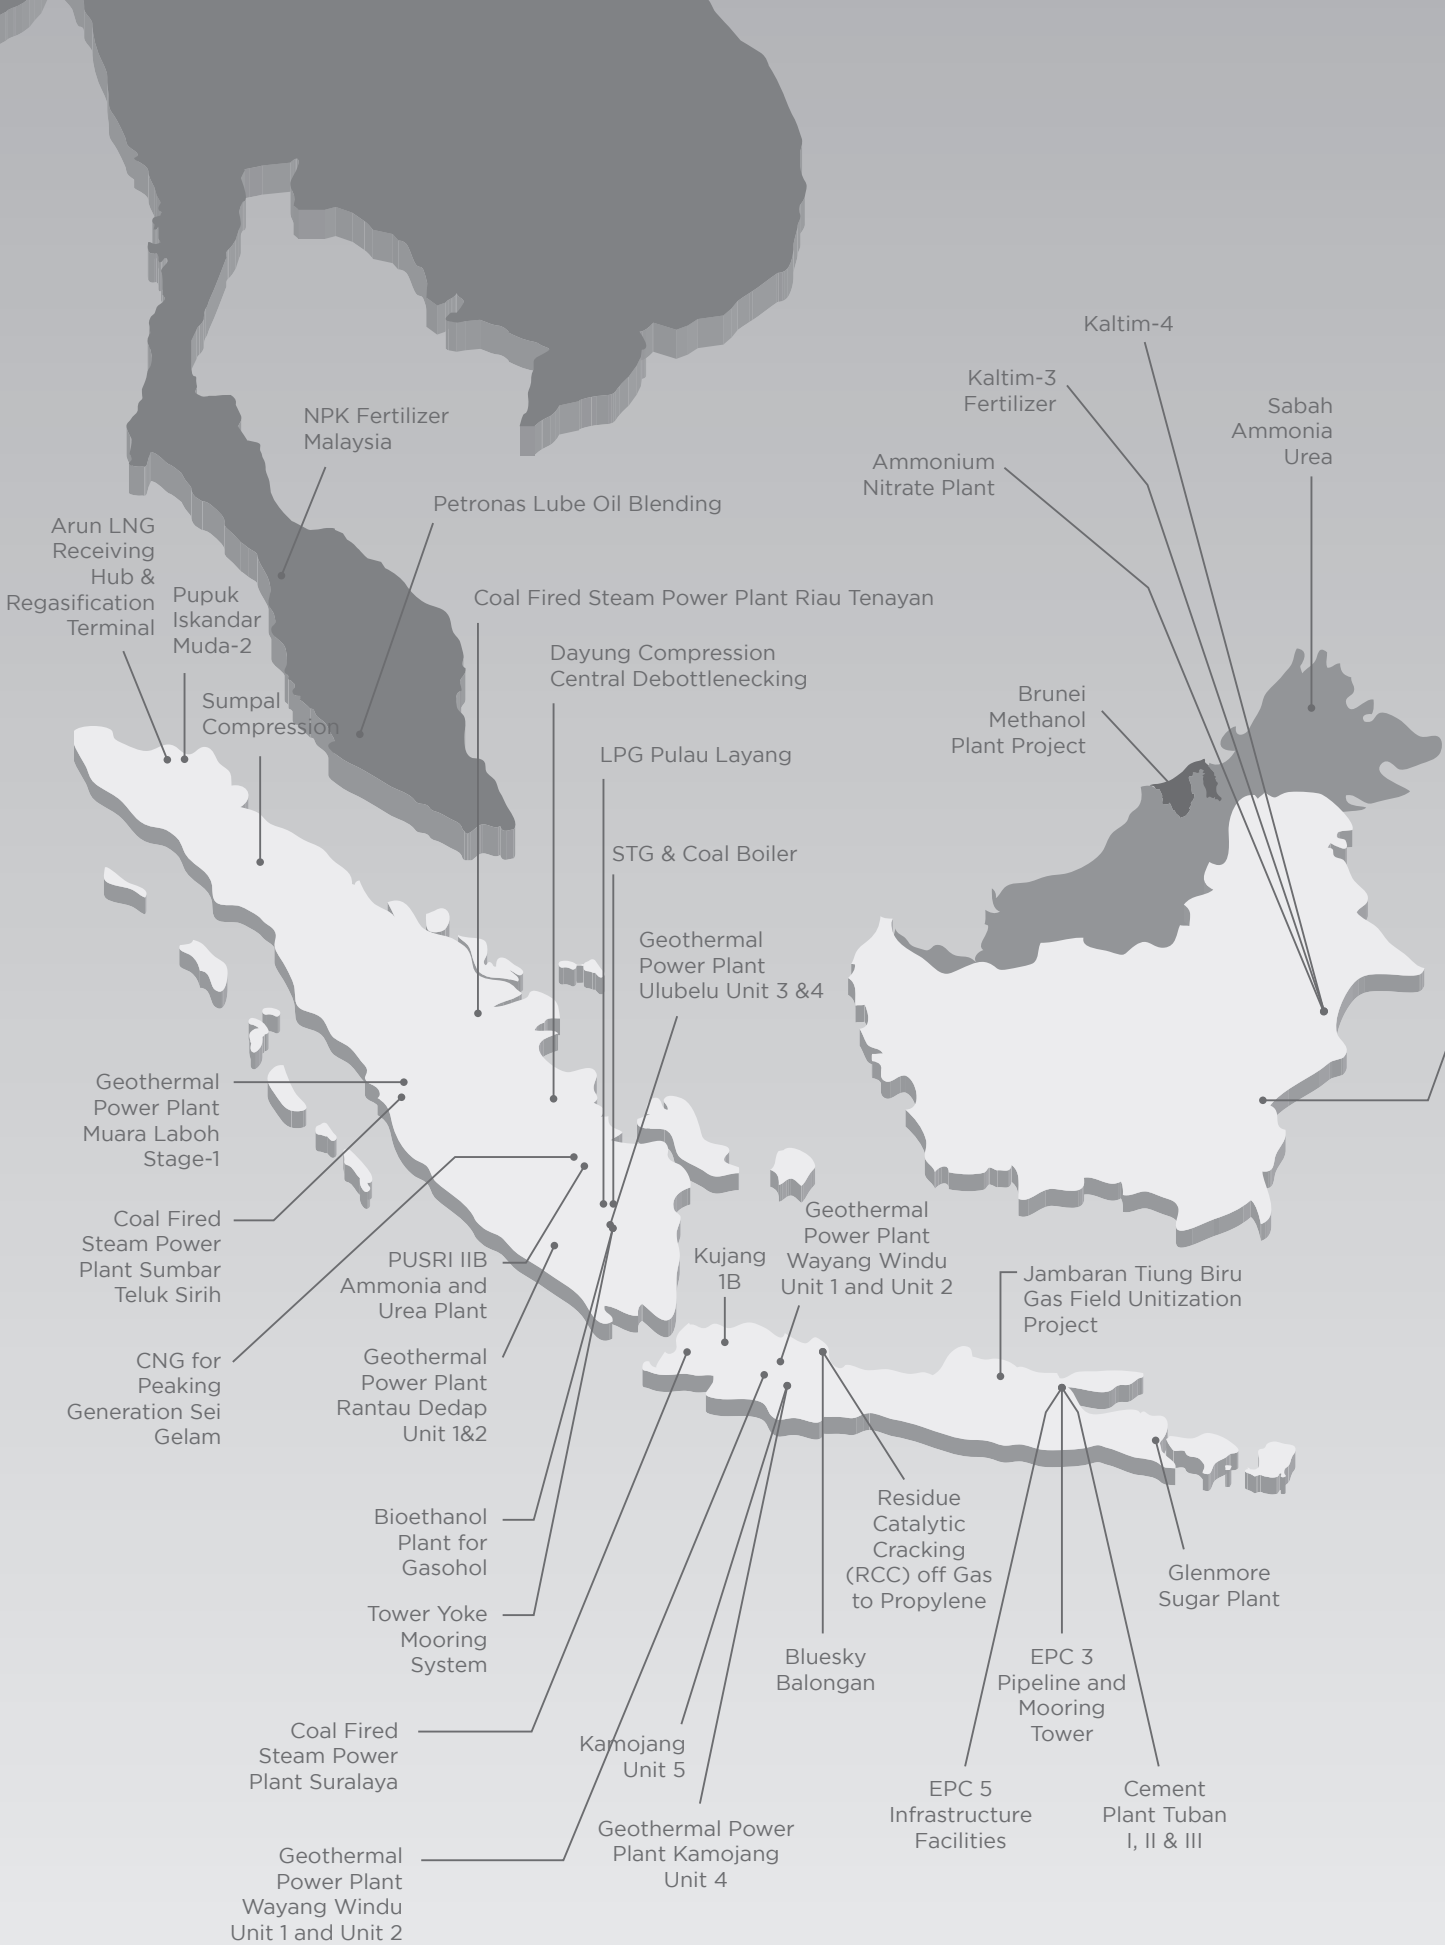 Kaltim-4
Kaltim-3
Fertilizer
Sabah
Ammonia
Urea
NPK Fertilizer
Malaysia
Ammonium
Nitrate Plant
Petronas Lube Oil Blending
Arun LNG
Receiving
Hub &
Regasification
Terminal
Pupuk
Iskandar
Muda-2
Coal Fired Steam Power Plant Riau Tenayan
Dayung Compression
Central Debottlenecking
Sumpal
Compression
Brunei
Methanol
Plant Project
LPG Pulau Layang
STG & Coal Boiler
Geothermal
Power Plant
Ulubelu Unit 3 &4
Geothermal
Power Plant
Muara Laboh
Stage-1
Coal Fired
Steam Power
Plant Sumbar
Teluk Sirih
PUSRI IIB
Ammonia and
Urea Plant
Kujang
1B
Geothermal
Power Plant
Wayang Windu
Unit 1 and Unit 2
Jambaran Tiung Biru
Gas Field Unitization
Project
CNG for
Peaking
Generation Sei
Gelam
Geothermal
Power Plant
Rantau Dedap
Unit 1&2
Residue
Catalytic
Cracking
(RCC) off Gas
to Propylene
Glenmore
Sugar Plant
Bioethanol
Plant for
Gasohol
Tower Yoke
Mooring
System
Bluesky
Balongan
EPC 3
Pipeline and
Mooring
Tower
Coal Fired
Steam Power
Plant Suralaya
Kamojang
Unit 5
EPC 5
Infrastructure
Facilities
Cement
Plant Tuban
I, II & III
Geothermal Power
Plant Kamojang
Unit 4
Geothermal
Power Plant
Wayang Windu
Unit 1 and Unit 2